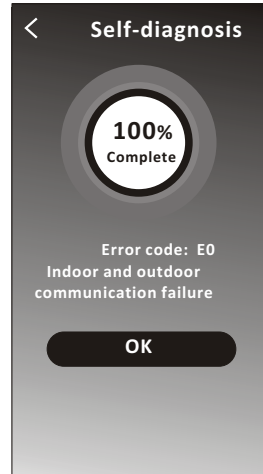 Self-diagnosis
100%
Complete
Error code: E0
Indoor and outdoor
communication failure
OK